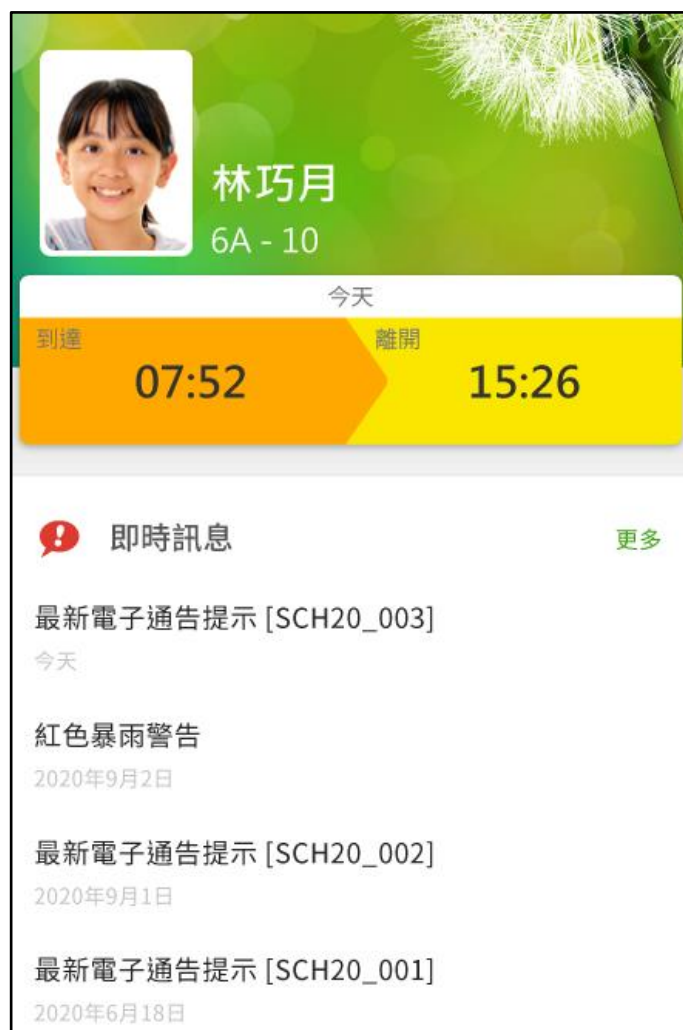 林巧月
6A - 10
今天
到達
離開
07:52
15:26
即時訊息
更多
最新電子通告提示 [SCH20_003]
今天
紅色暴雨警告
2020年9月2日
最新電子通告提示 [SCH20_002]
2020年9月1日
最新電子通告提示 [SCH20_001]
2020年6月18日